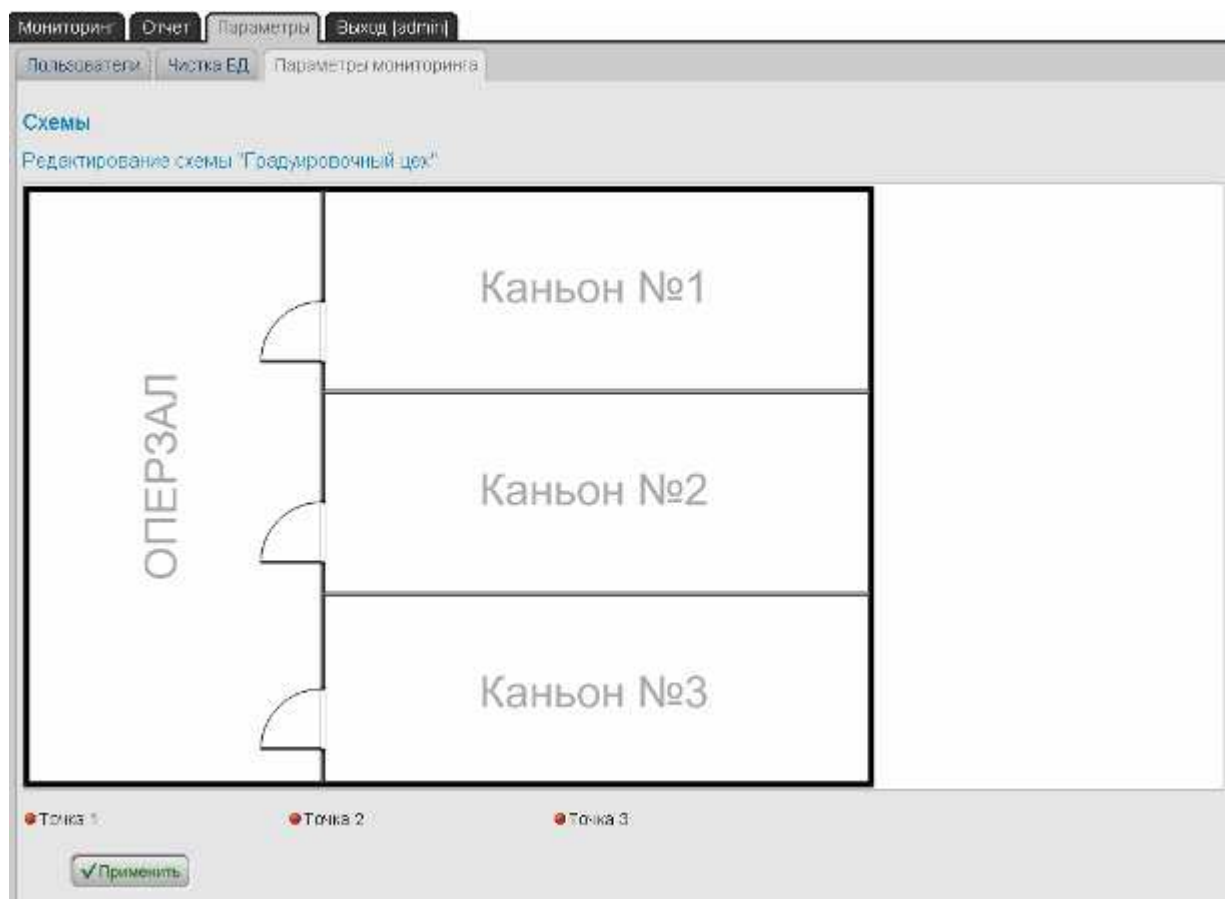 Мониторинг Отчет Параметры Выход [admin]
Пользователи Чистка БД Параметры мониторинга
Схемы
Редактирование схемы "Градуировочный цех"
Каньон №1
ОПЕРЗАЛ
Каньон №2
Каньон №3
Точка 1 Точка 2 Точка 3
Применить